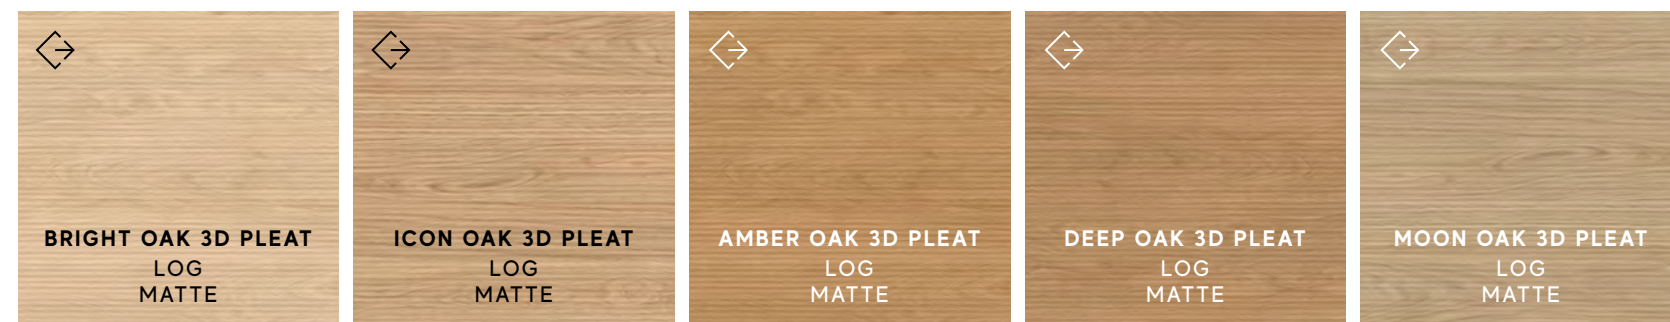 BRIGHT OAK 3D PLEAT
LOG
MATTE
ICON OAK 3D PLEAT
LOG
MATTE
AMBER OAK 3D PLEAT
LOG
MATTE
DEEP OAK 3D PLEAT
LOG
MATTE
MOON OAK 3D PLEAT
LOG
MATTE